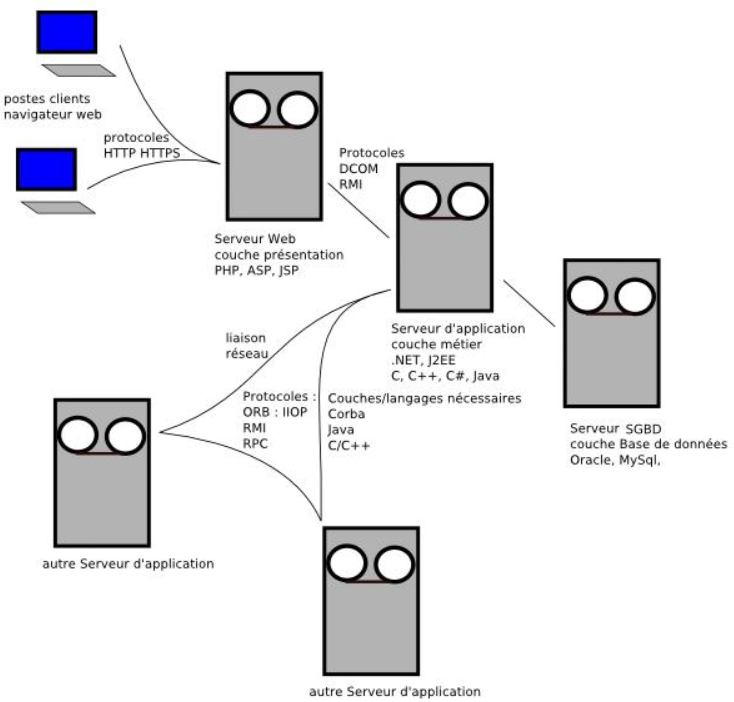 postes clients
navigateur web
protocoles
HTTP HTTPS
Serveur Web
couche présentation
PHP, ASP, JSP
Protocoles
DCOM
RMI
Serveur d'application
couche métier
.NET, J2EE
C, C++, C#, Java
Serveur SGBD
couche Base de données
Oracle, MySql,
liaison
réseau
Protocoles :
ORB : IIOP
RMI
RPC
Couches/langages nécessaires
Corba
Java
C/C++
autre Serveur d'application
autre Serveur d'application